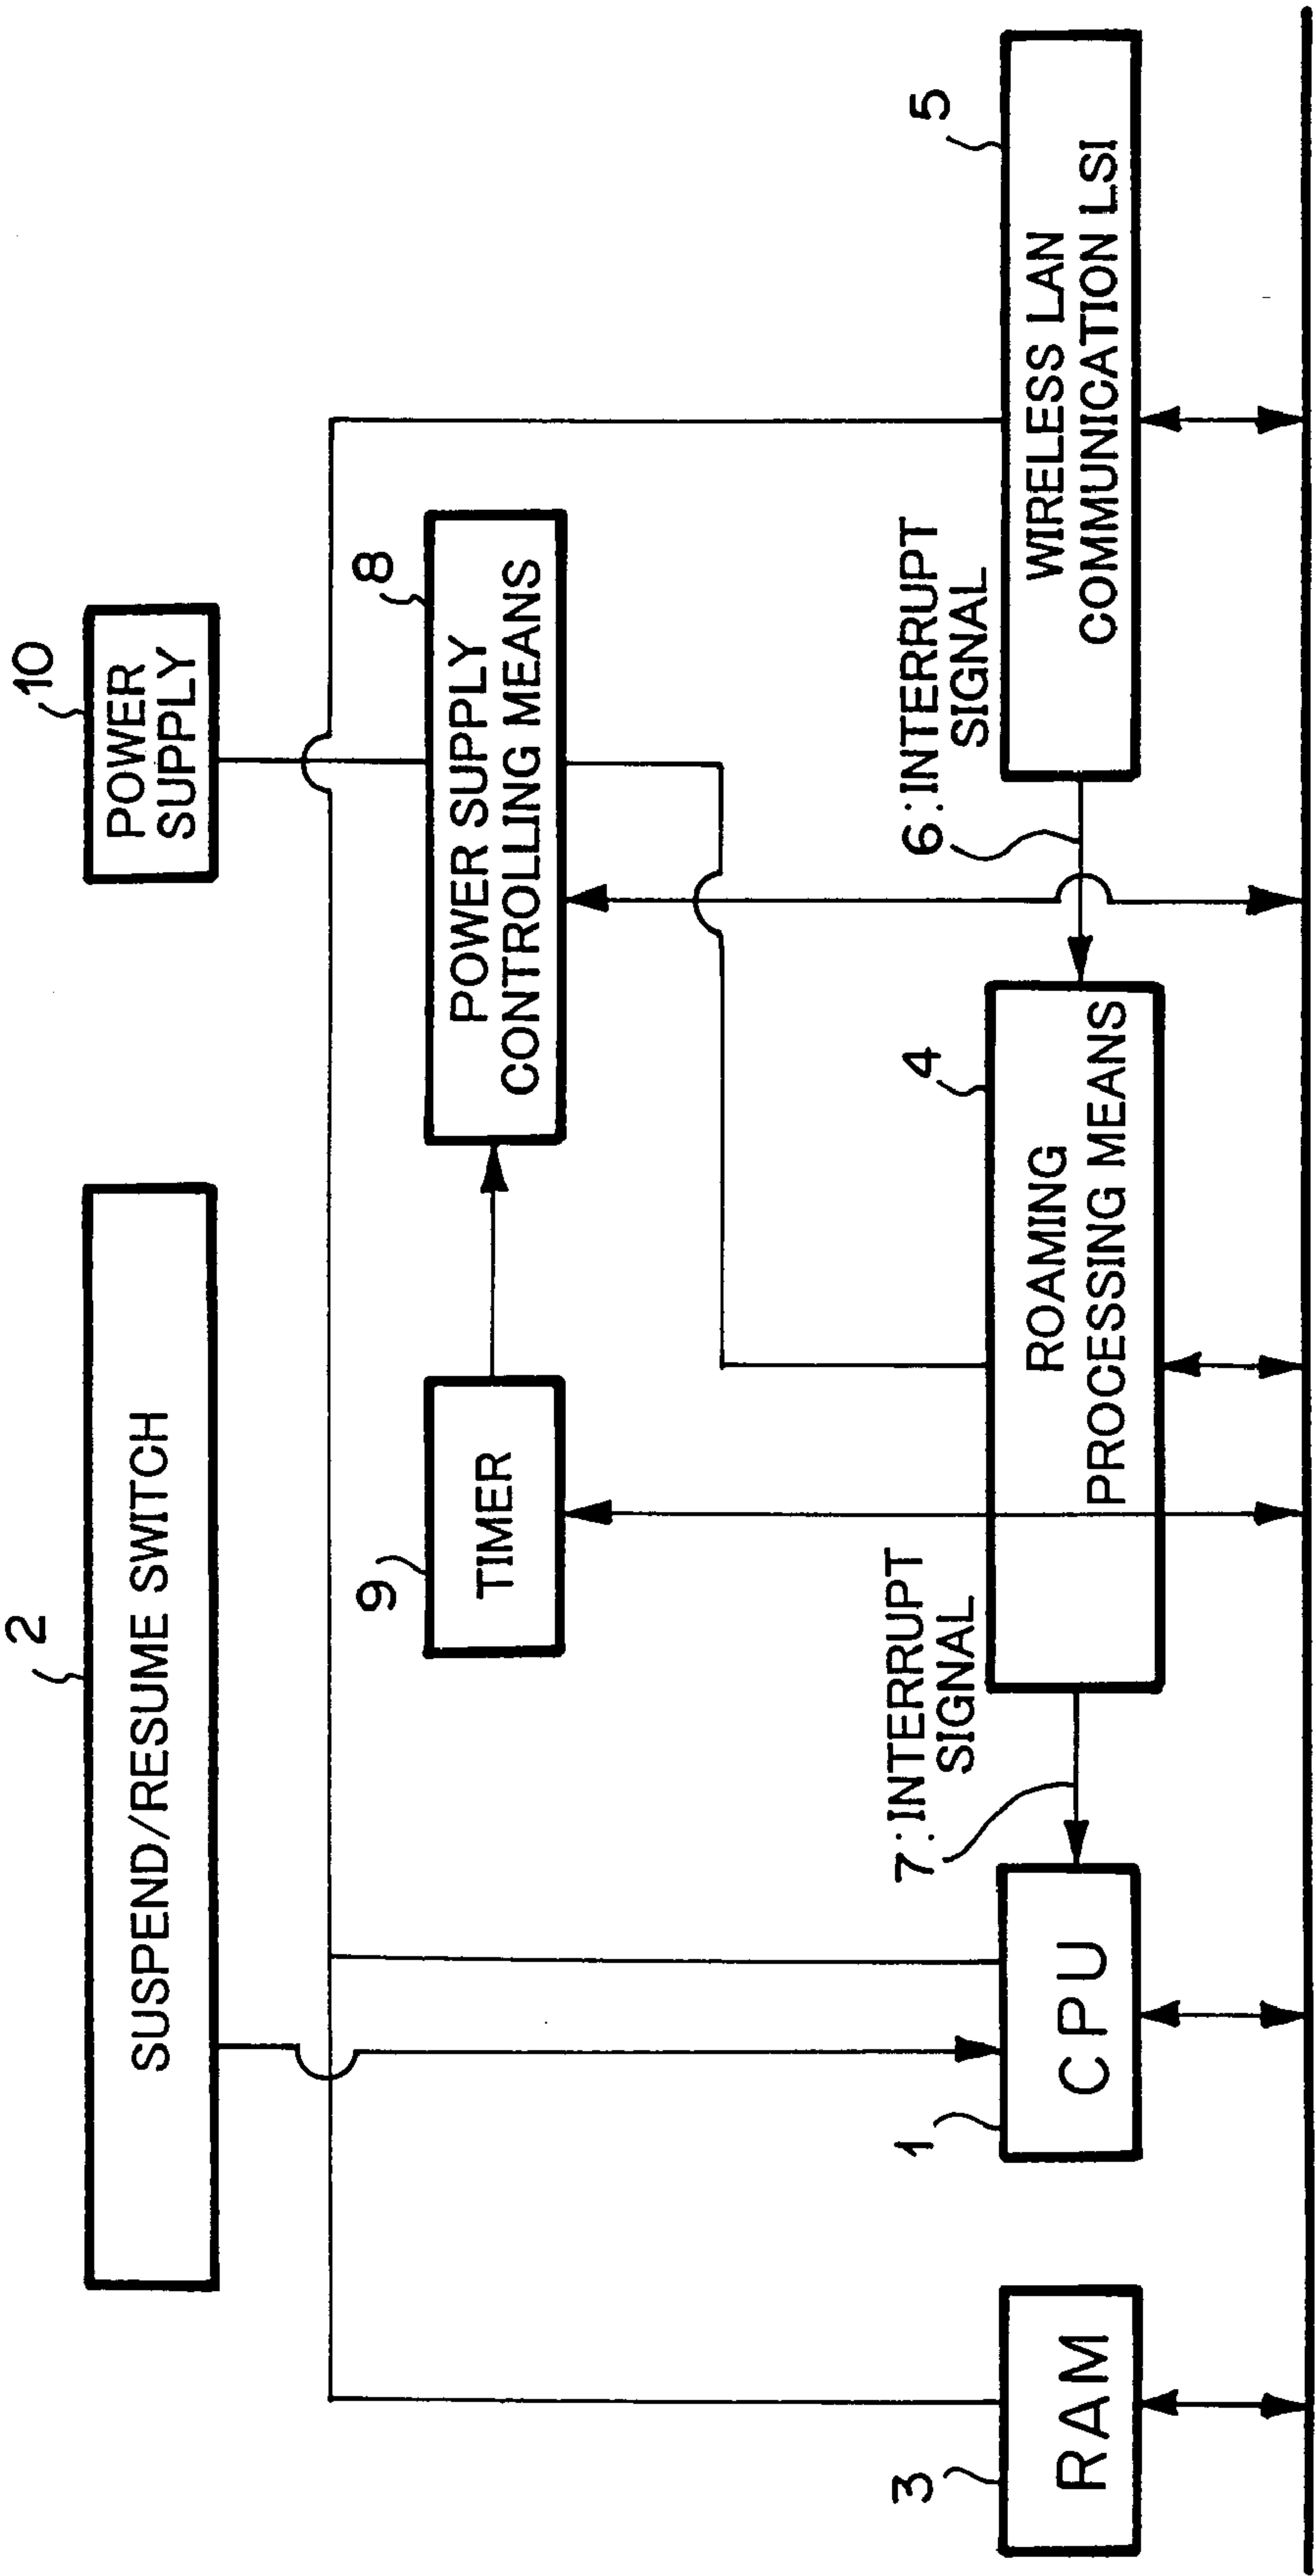 2
SUSPEND/RESUME SWITCH
10
POWER
SUPPLY
9
TIMER
8
POWER SUPPLY
CONTROLLING MEANS
3
RAM
1
CPU
7:INTERRUPT
SIGNAL
4
ROAMING
PROCESSING MEANS
6:INTERRUPT
SIGNAL
5
WIRELESS LAN
COMMUNICATION LSI